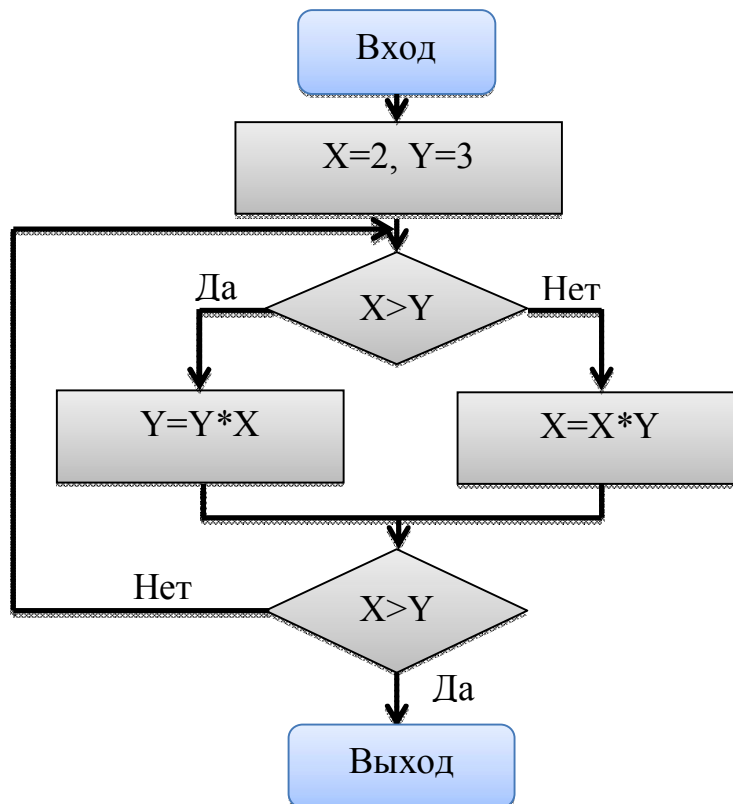 Вход
X=2, Y=3
Да
X>Y
Нет
Y=Y*X
X=X*Y
Нет
X>Y
Да
Выход